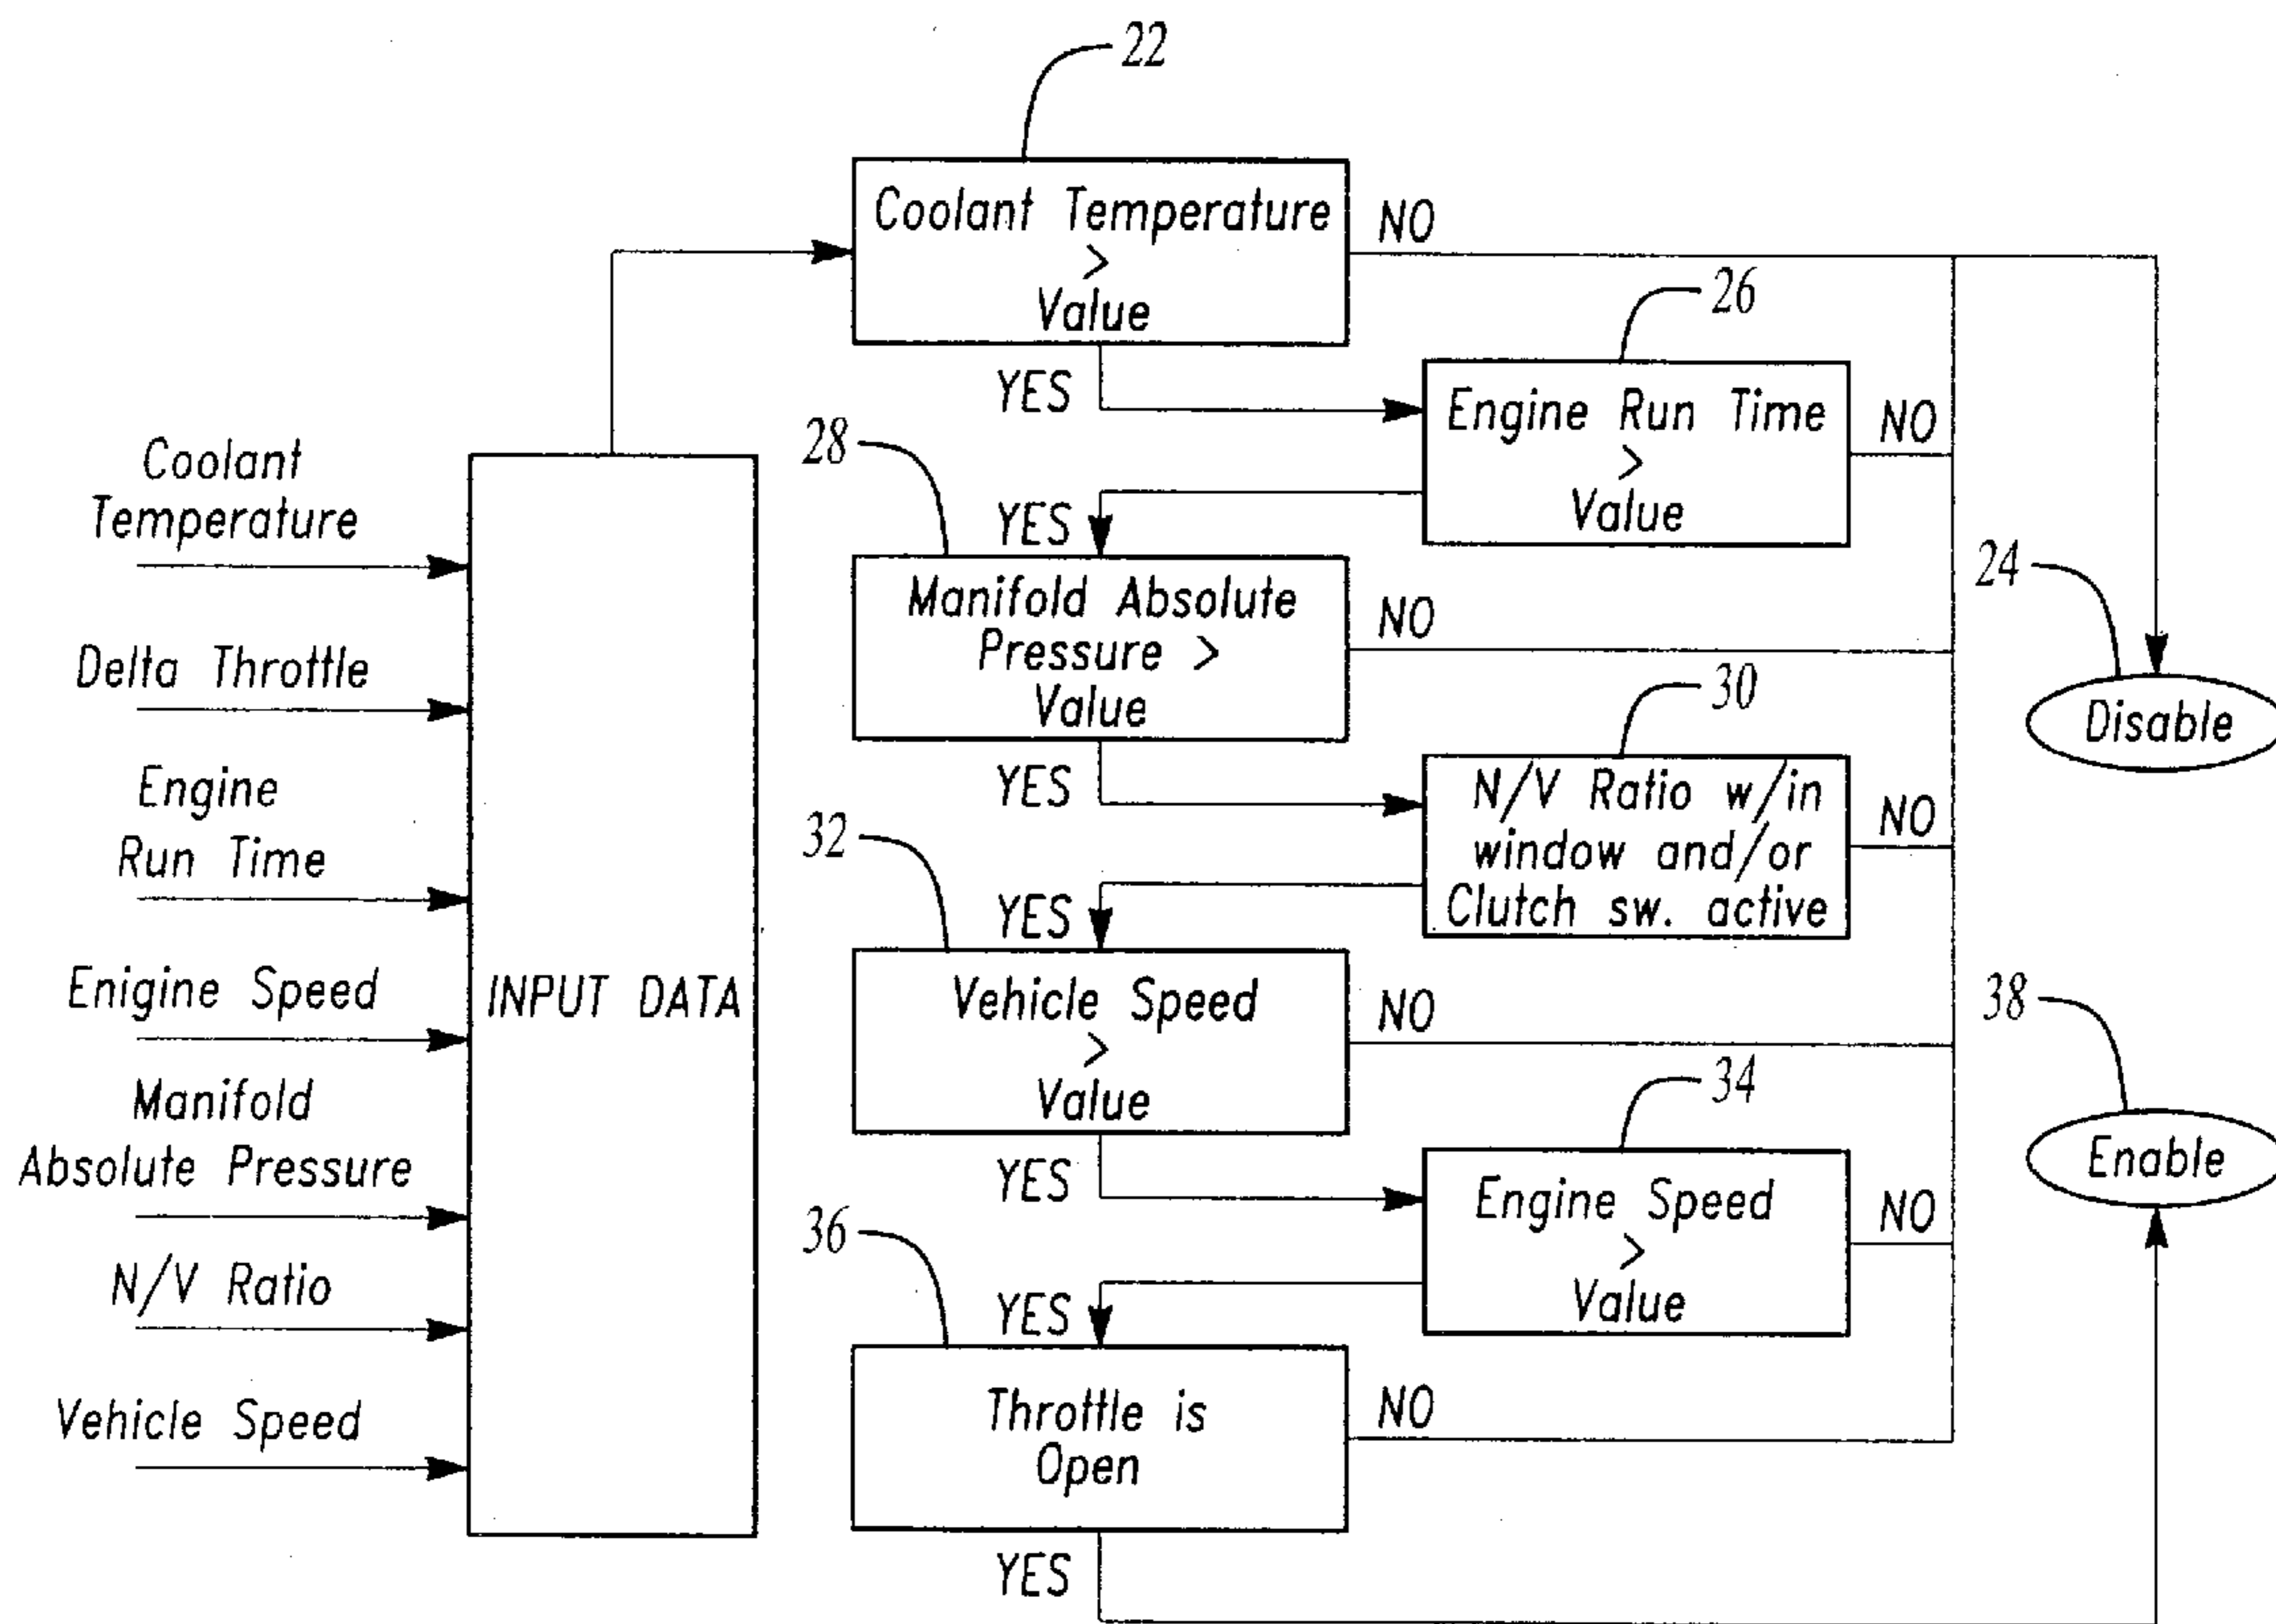 22
Coolant Temperature
>
Value
NO
YES
26
Engine Run Time
>
Value
NO
YES
28
Manifold Absolute
Pressure >
Value
NO
YES
30
N/V Ratio w/in
window and/or
Clutch sw. active
NO
YES
32
Vehicle Speed
>
Value
NO
YES
34
Engine Speed
>
Value
NO
YES
36
Throttle is
Open
NO
YES
24
Disable
38
Enable
Coolant
Temperature
Delta Throttle
Engine
Run Time
Enigine Speed
Manifold
Absolute Pressure
N/V Ratio
Vehicle Speed
INPUT DATA